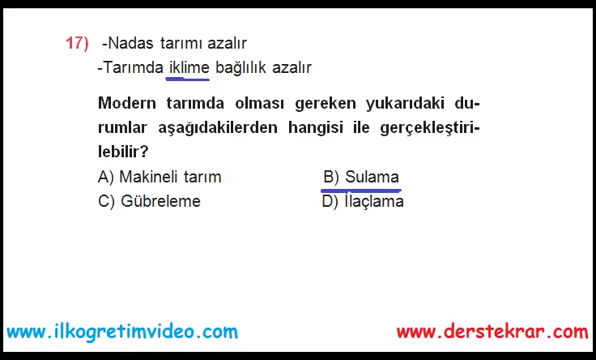 17) -Nadas tarımı azalır
-Tarımda iklime bağlılık azalır
Modern tarımda olması gereken yukarıdaki du-
rumlar aşağıdakilerden hangisi ile gerçekleştiri-
lebilir?
A) Makineli tarım B) Sulama
C) Gübreleme D) İlaçlama
www.ilkogretimvideo.com www.derstekrar.com